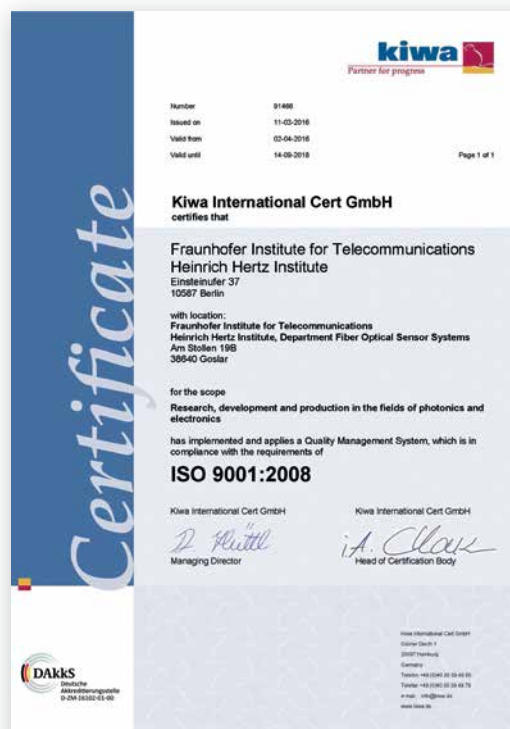 kiwa
Partner for progress
Number 91466
Issued on 11-03-2016
Valid from 02-04-2016
Valid until 14-09-2018 Page 1 of 1
Certificate
Kiwa International Cert GmbH
certifies that
Fraunhofer Institute for Telecommunications
Heinrich Hertz Institute
Einsteinufer 37
10587 Berlin
with location:
Fraunhofer Institute for Telecommunications
Heinrich Hertz Institute, Department Fiber Optical Sensor Systems
Am Stollen 19B
38640 Goslar
for the scope
Research, development and production in the fields of photonics and
electronics
has implemented and applies a Quality Management System, which is in
compliance with the requirements of
ISO 9001:2008
Kiwa International Cert GmbH Kiwa International Cert GmbH
Managing Director Head of Certification Body
DAkkS
Deutsche
Akkreditierungsstelle
D-ZM-16102-01-00
Kiwa International Cert GmbH
Hamburg
Germany
www.kiwa.de